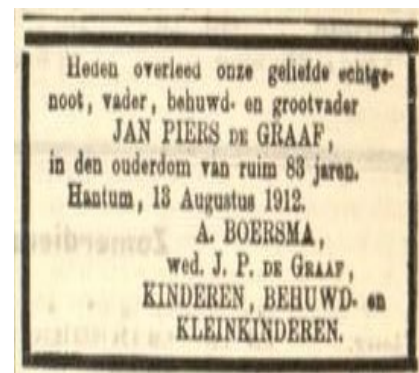 Heden overleed onze geliefde echtge-
noot, vader, behuwd- en grootvader
JAN PIERS DE GRAAF,
in den ouderdom van ruim 83 jaren.
Hantum, 13 Augustus 1912.
A. BOERSMA,
wed. J. P. DE GRAAF,
KINDEREN, BEHUWD- en
KLEINKINDEREN.